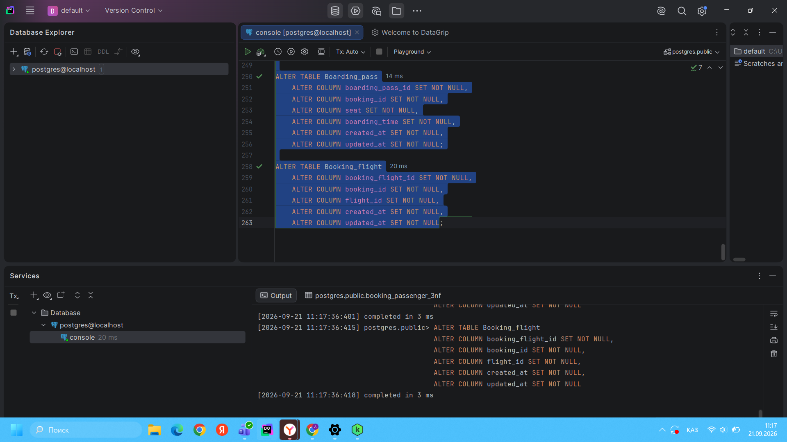 default
Version Control
Database Explorer
DDL
postgres@localhost 1
console [postgres@localhost]
Welcome to DataGrip
Tx: Auto
Playground
postgres.public
default
Scratches an
7
249
250 ALTER TABLE Boarding_pass 14 ms
251 ALTER COLUMN boarding_pass_id SET NOT NULL,
252 ALTER COLUMN booking_id SET NOT NULL,
253 ALTER COLUMN seat SET NOT NULL,
254 ALTER COLUMN boarding_time SET NOT NULL,
255 ALTER COLUMN created_at SET NOT NULL,
256 ALTER COLUMN updated_at SET NOT NULL;
257
258 ALTER TABLE Booking_flight 20 ms
259 ALTER COLUMN booking_flight_id SET NOT NULL,
260 ALTER COLUMN booking_id SET NOT NULL,
261 ALTER COLUMN flight_id SET NOT NULL,
262 ALTER COLUMN created_at SET NOT NULL,
263 ALTER COLUMN updated_at SET NOT NULL;
Services
Tx
Database
postgres@localhost
console 20 ms
Output
postgres.public.booking_passenger_3nf
ALTER COLUMN updated_at SET NOT NULL
[2026-09-21 11:17:36:401] completed in 3 ms
[2026-09-21 11:17:36:415] postgres.public> ALTER TABLE Booking_flight
ALTER COLUMN booking_flight_id SET NOT NULL,
ALTER COLUMN booking_id SET NOT NULL,
ALTER COLUMN flight_id SET NOT NULL,
ALTER COLUMN created_at SET NOT NULL,
ALTER COLUMN updated_at SET NOT NULL
[2026-09-21 11:17:36:418] completed in 3 ms
Поиск
КАЗ
11:17
21.09.2026